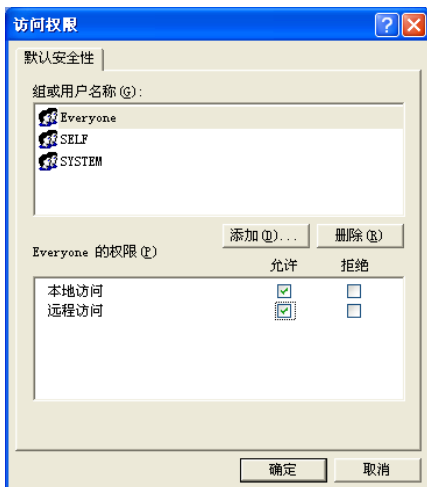 访问权限
默认安全性
组或用户名称(G):
Everyone
SELF
SYSTEM
添加(D)... 删除(R)
Everyone 的权限(P)
允许 拒绝
本地访问
远程访问
确定 取消